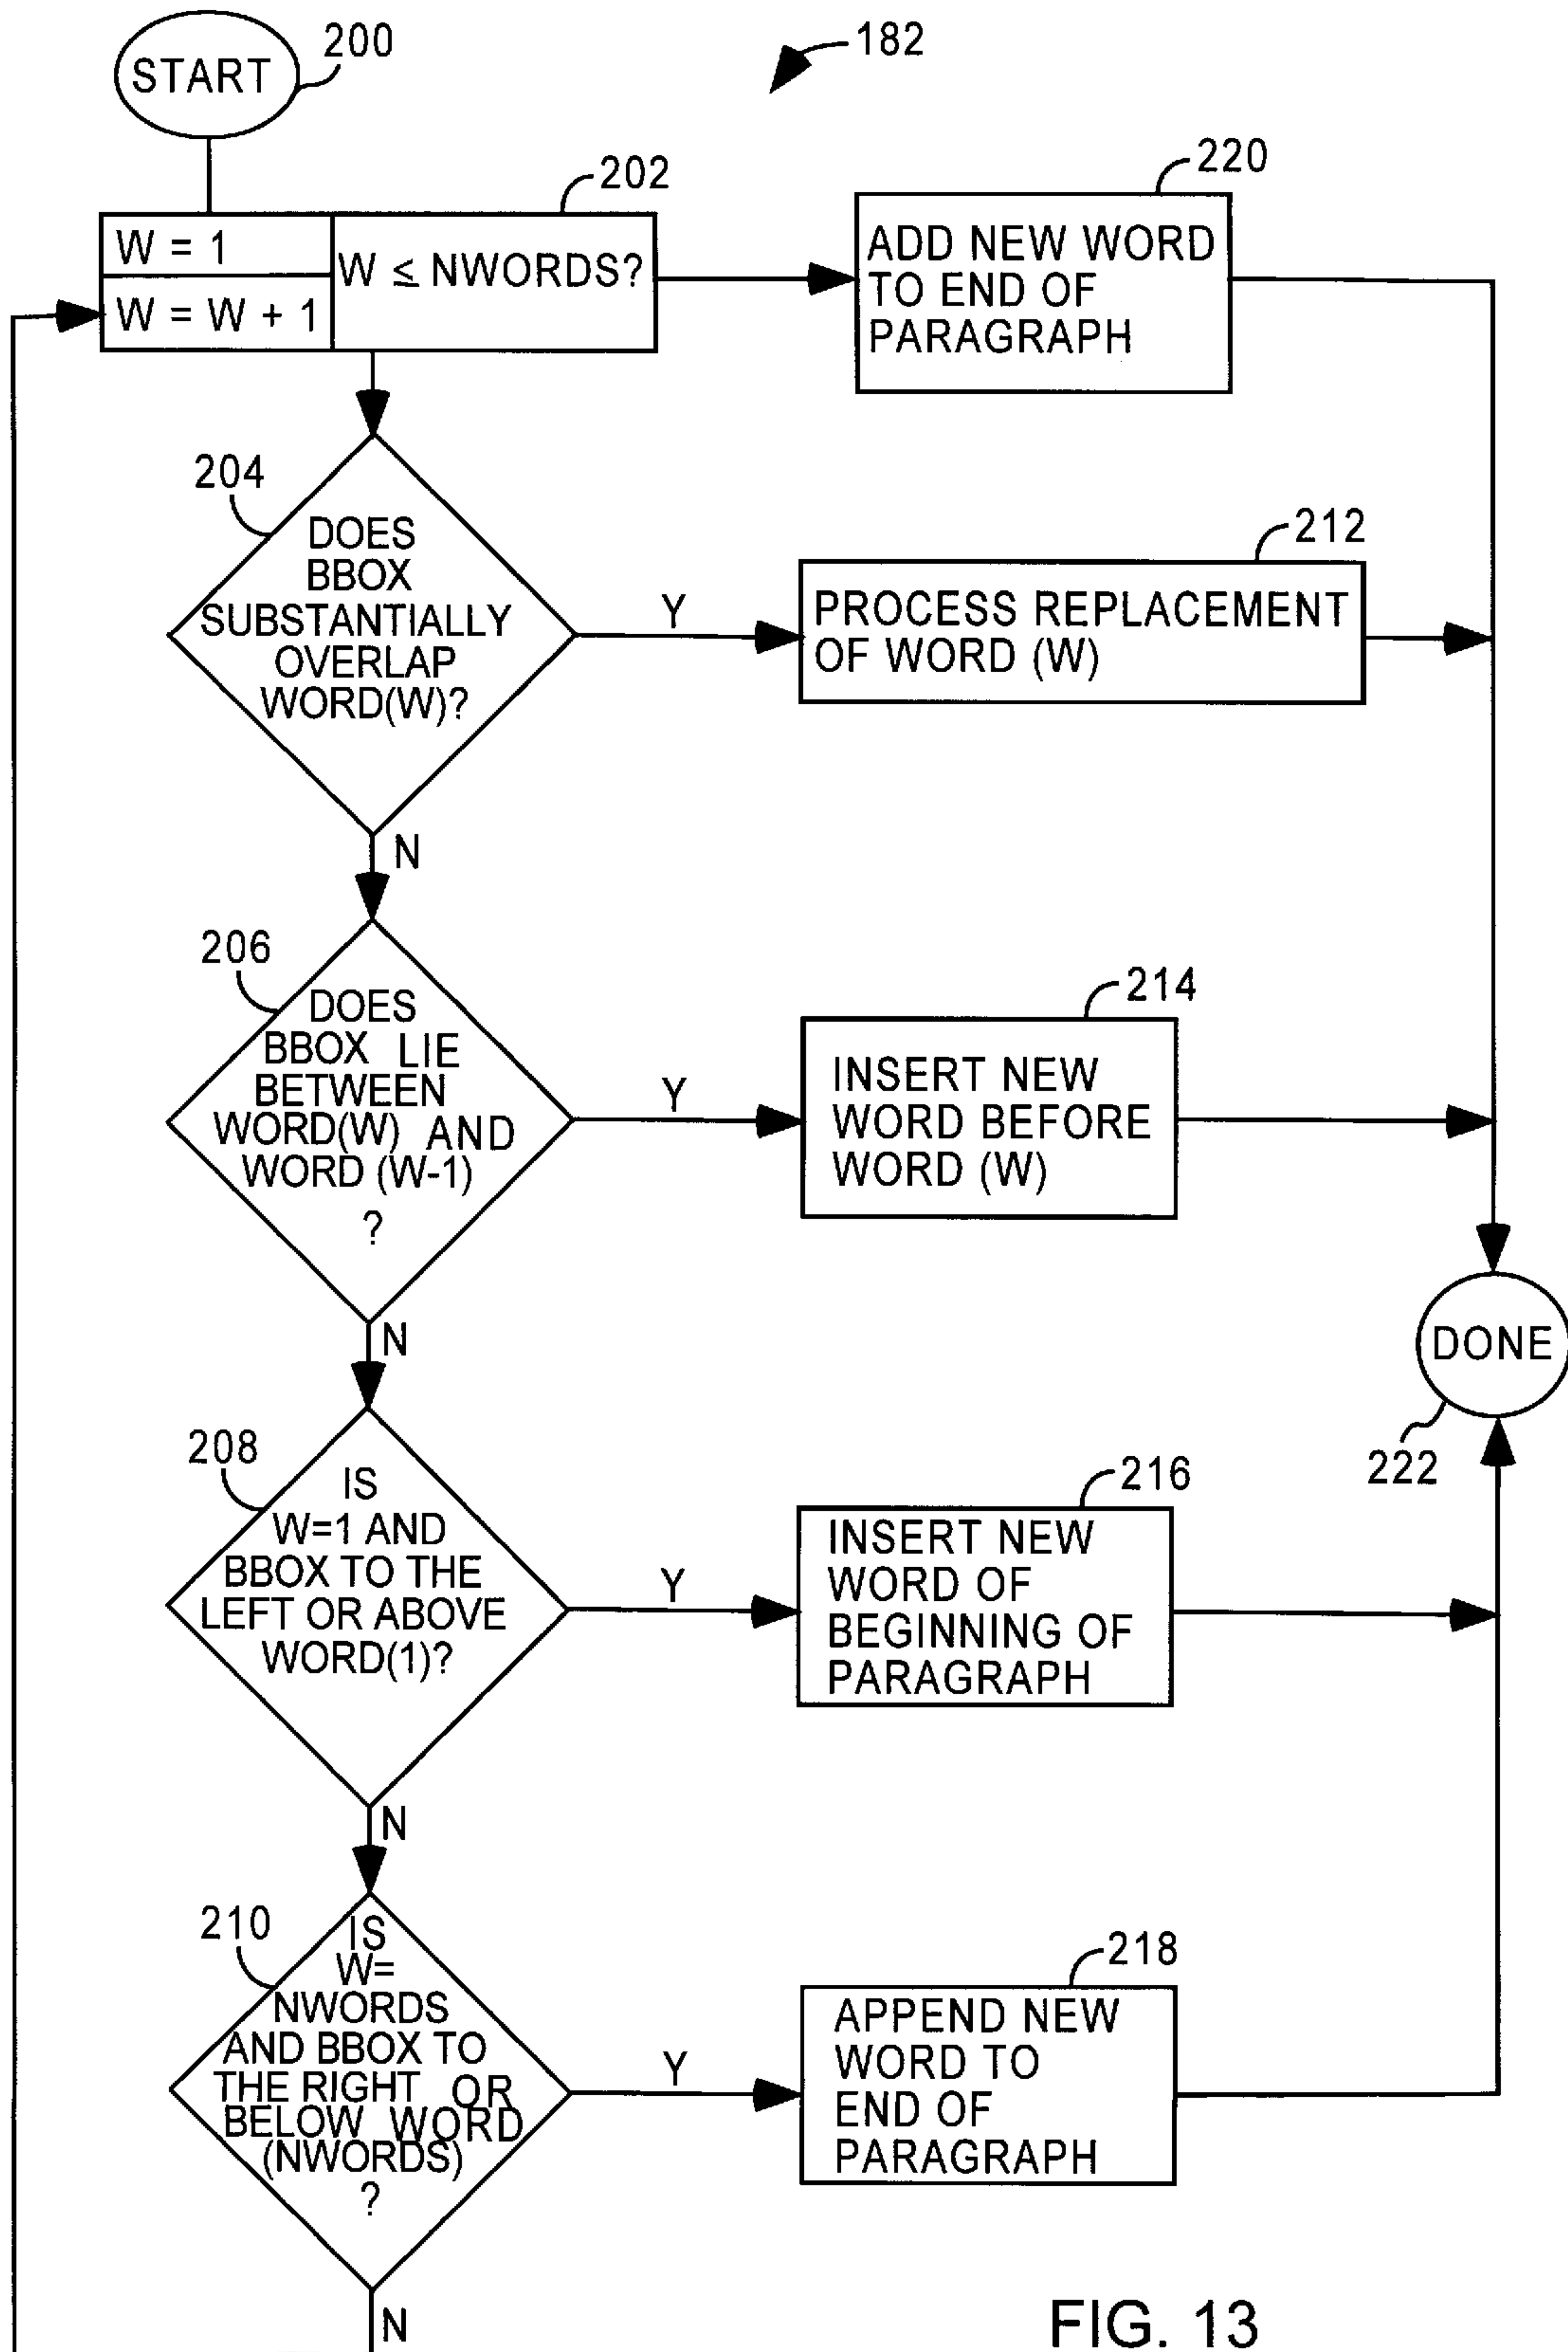 200
182
START
202
220
W = 1
W ≤ NWORDS?
W = W + 1
ADD NEW WORD
TO END OF
PARAGRAPH
204
DOES
BBOX
SUBSTANTIALLY
OVERLAP
WORD(W)?
Y
212
PROCESS REPLACEMENT
OF WORD (W)
N
206
DOES
BBOX LIE
BETWEEN
WORD(W) AND
WORD (W-1)
?
Y
214
INSERT NEW
WORD BEFORE
WORD (W)
N
DONE
222
208
IS
W=1 AND
BBOX TO THE
LEFT OR ABOVE
WORD(1)?
Y
216
INSERT NEW
WORD OF
BEGINNING OF
PARAGRAPH
N
210
IS
W=
NWORDS
AND BBOX TO
THE RIGHT OR
BELOW WORD
(NWORDS)
?
Y
218
APPEND NEW
WORD TO
END OF
PARAGRAPH
N
FIG. 13